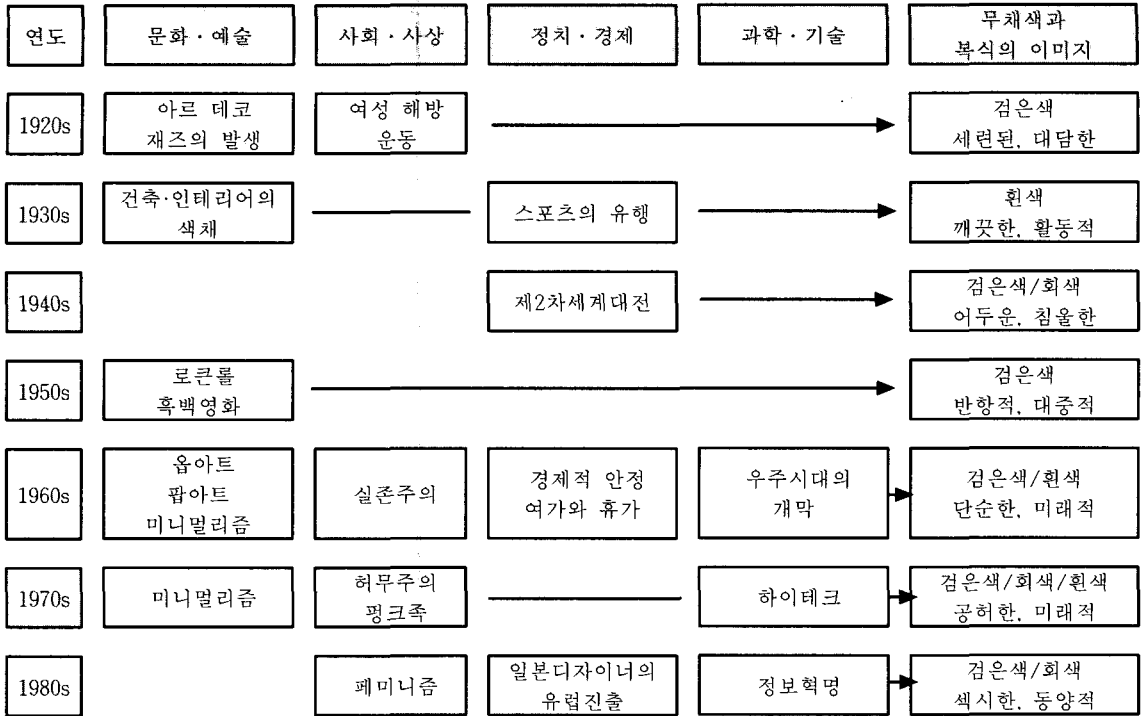 연도
문화 · 예술
사회 · 사상
정치 · 경제
과학 · 기술
무채색과
복식의 이미지
1920s
아르 데코
재즈의 발생
여성 해방
운동
검은색
세련된, 대담한
1930s
건축·인테리어의
색채
스포츠의 유행
흰색
깨끗한, 활동적
1940s
제2차세계대전
검은색/회색
어두운, 침울한
1950s
로큰롤
흑백영화
검은색
반항적, 대중적
1960s
옵아트
팝아트
미니멀리즘
실존주의
경제적 안정
여가와 휴가
우주시대의
개막
검은색/흰색
단순한, 미래적
1970s
미니멀리즘
허무주의
펑크족
하이테크
검은색/회색/흰색
공허한, 미래적
1980s
페미니즘
일본디자이너의
유럽진출
정보혁명
검은색/회색
섹시한, 동양적